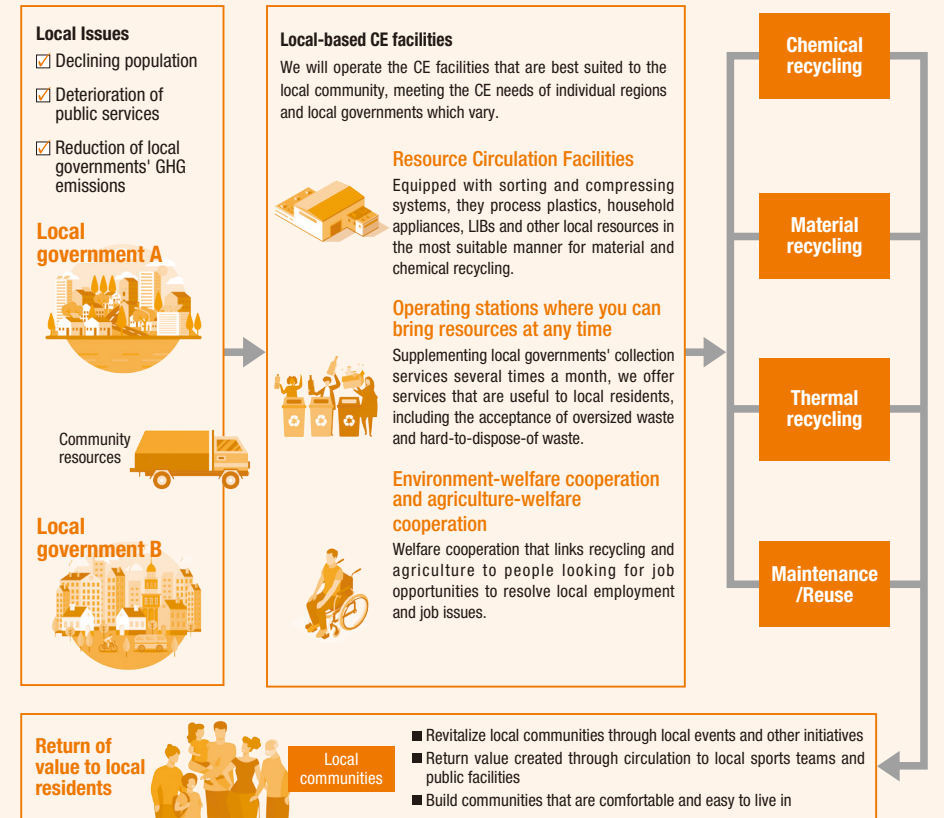 Local Issues
Declining population
Deterioration of
public services
Reduction of local
governments' GHG
emissions
Local
government A
Community
resources
Local
government B
Local-based CE facilities
We will operate the CE facilities that are best suited to the
local community, meeting the CE needs of individual regions
and local governments which vary.
Resource Circulation Facilities
Equipped with sorting and compressing
systems, they process plastics, household
appliances, LIBs and other local resources in
the most suitable manner for material and
chemical recycling.
Operating stations where you can
bring resources at any time
Supplementing local governments' collection
services several times a month, we offer
services that are useful to local residents,
including the acceptance of oversized waste
and hard-to-dispose-of waste.
Environment-welfare cooperation
and agriculture-welfare
cooperation
Welfare cooperation that links recycling and
agriculture to people looking for job
opportunities to resolve local employment
and job issues.
Chemical
recycling
Material
recycling
Thermal
recycling
Maintenance
/Reuse
Return of
value to local
residents
Local
communities
Revitalize local communities through local events and other initiatives
Return value created through circulation to local sports teams and
public facilities
Build communities that are comfortable and easy to live in